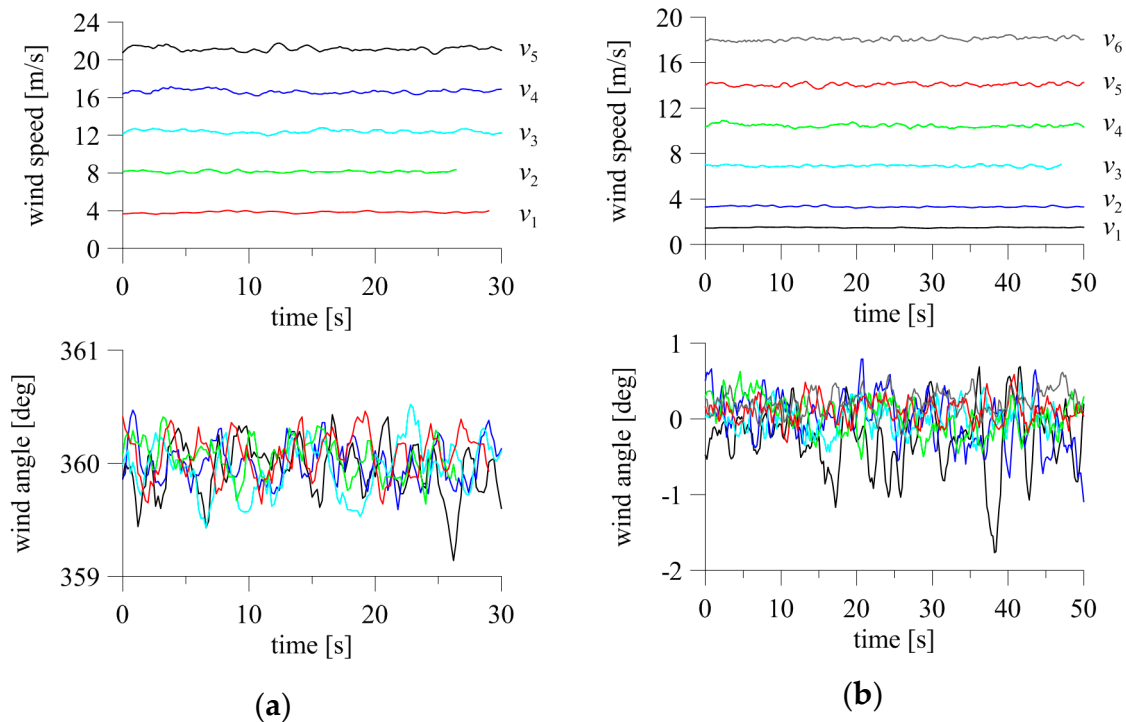 24
20
16
12
8
4
0
wind speed [m/s]
v5
v4
v3
v2
v1
0 10 20 30
time [s]
361
360
359
wind angle [deg]
0 10 20 30
time [s]
(a)
20
16
12
8
4
0
wind speed [m/s]
v6
v5
v4
v3
v2
v1
0 10 20 30 40 50
time [s]
1
0
-1
-2
wind angle [deg]
0 10 20 30 40 50
time [s]
(b)